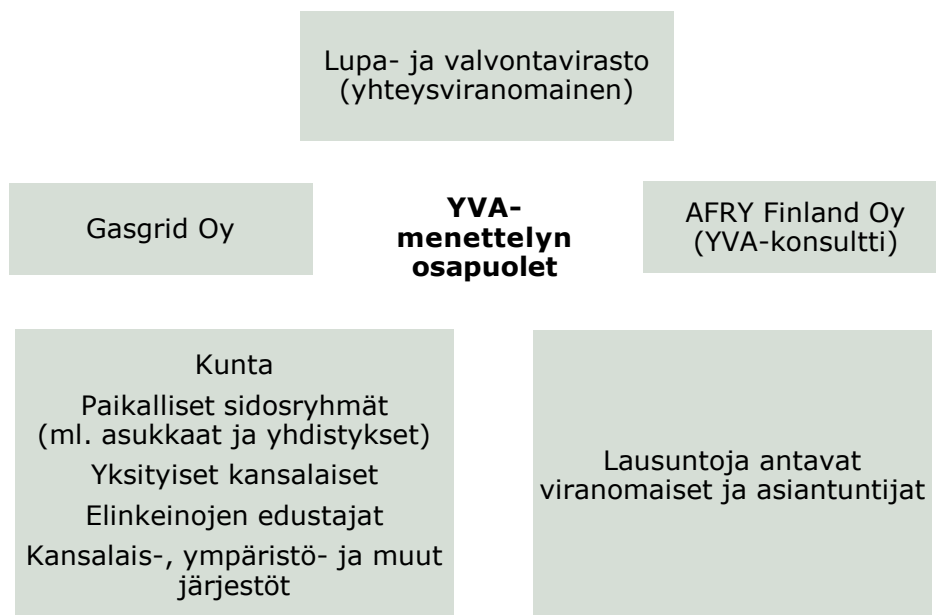 Lupa- ja valvontavirasto
(yhteysviranomainen)
Gasgrid Oy
YVA-
menettelyn
osapuolet
AFRY Finland Oy
(YVA-konsultti)
Kunta
Paikalliset sidosryhmät
(ml. asukkaat ja yhdistykset)
Yksityiset kansalaiset
Elinkeinojen edustajat
Kansalais-, ympäristö- ja muut
järjestöt
Lausuntoja antavat
viranomaiset ja asiantuntijat